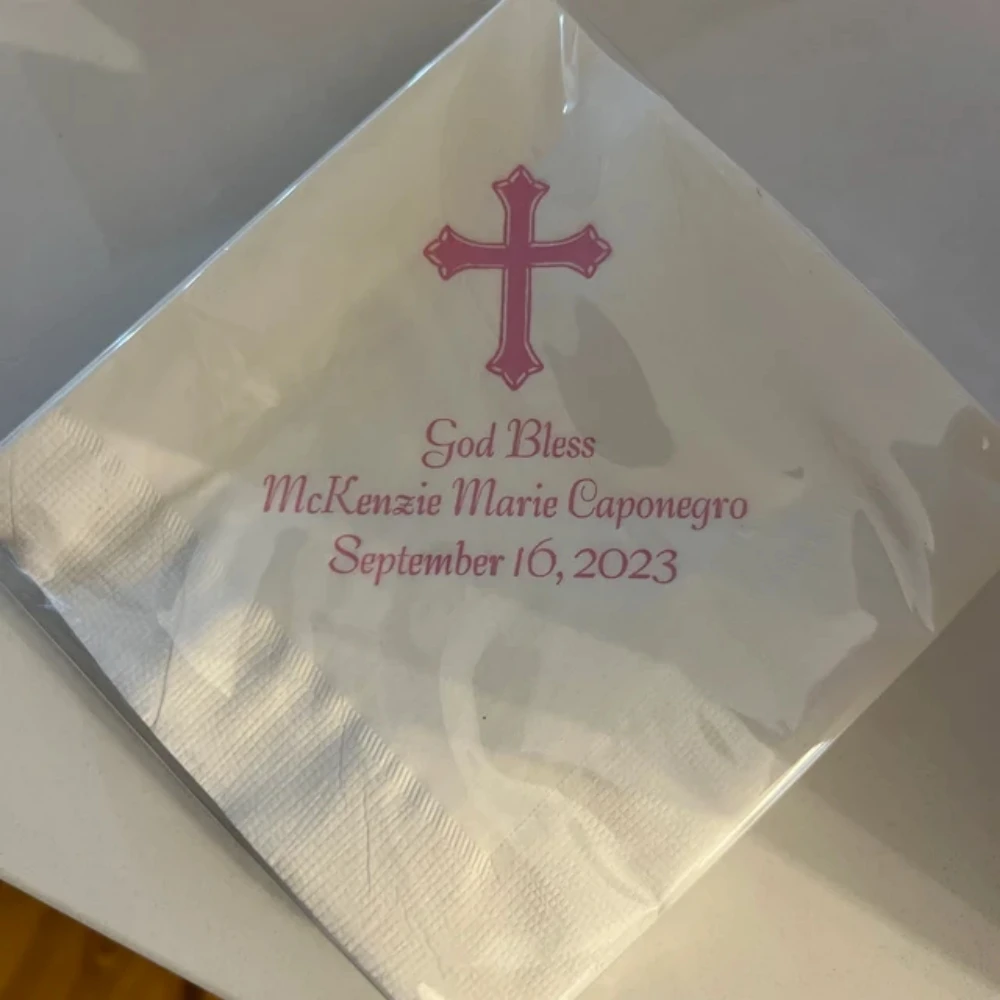 God Bless
McKenzie Marie Caponegro
September 16, 2023